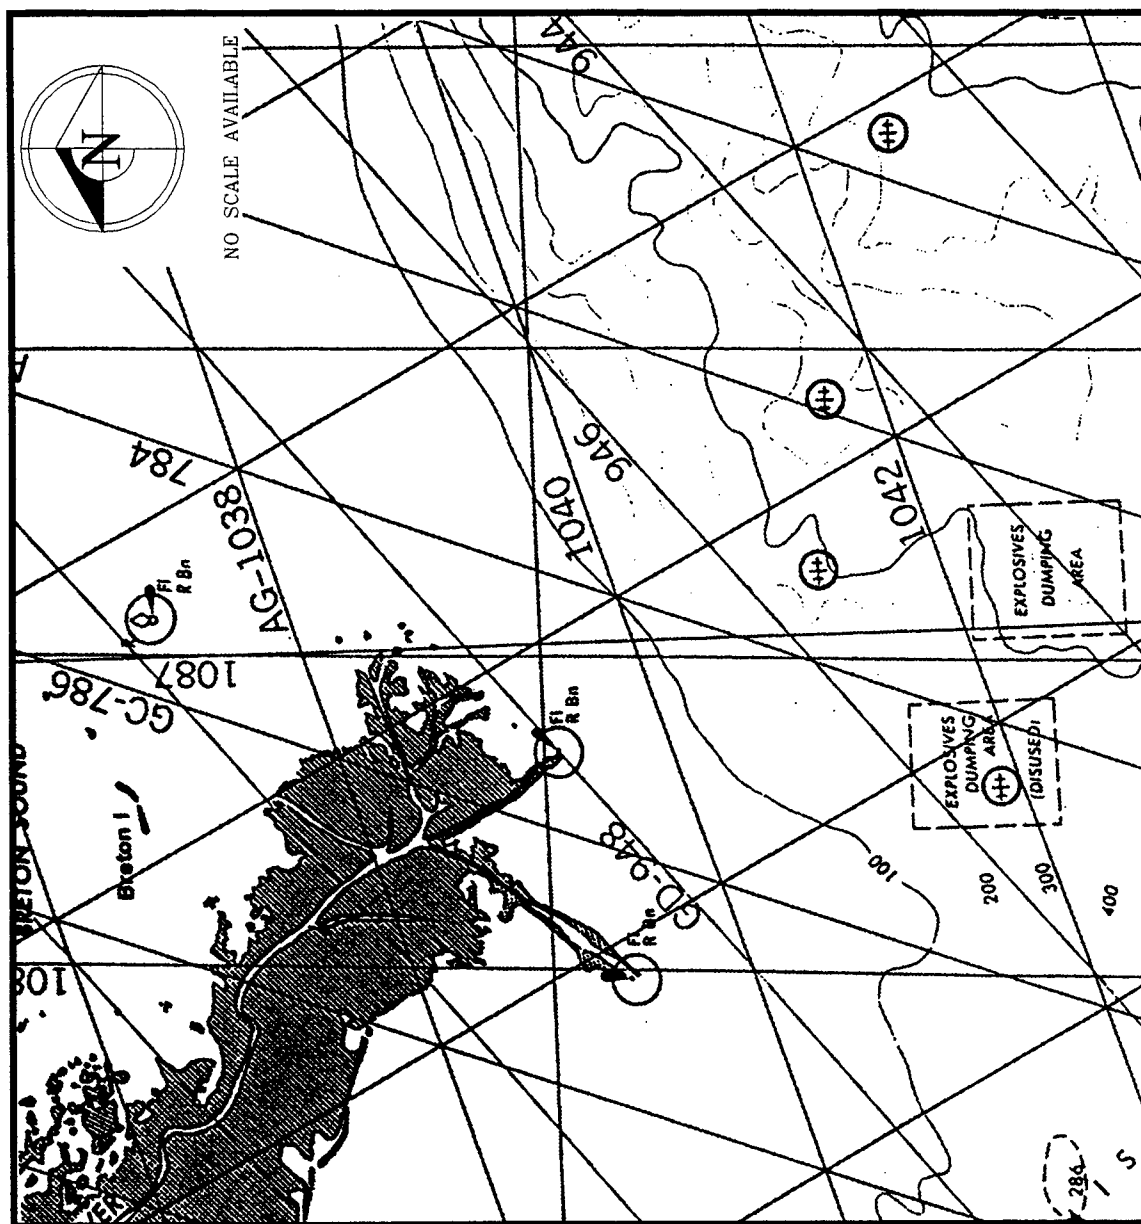 N
NO SCALE AVAILABLE
944
784
AG-1038
1040
946
1042
Fl
R Bn
1087
GC-786
BRETON SOUND
Breton I
EXPLOSIVES
DUMPING
AREA
EXPLOSIVES
DUMPING
AREA
(DISUSED)
Fl
R Bn
Fl
R Bn
GC-948
108
100
200
300
400
286
S